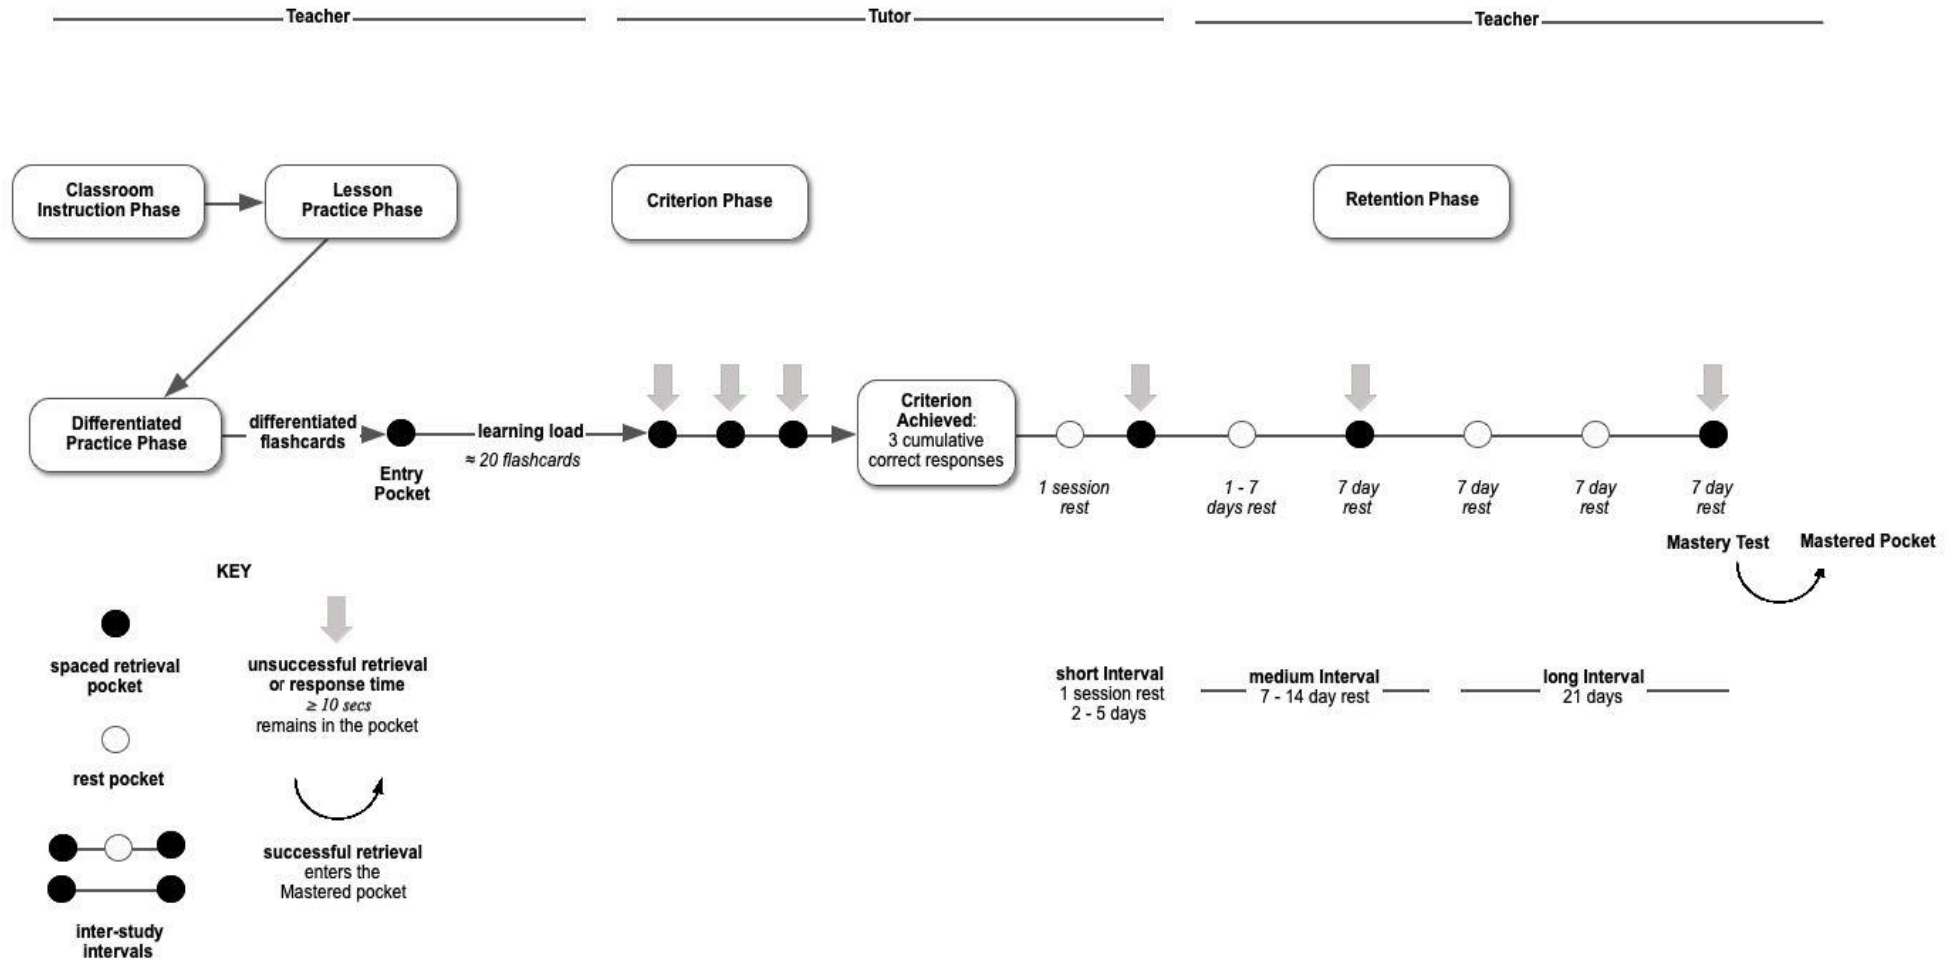 Teacher
Tutor
Teacher
Classroom
Instruction Phase
Lesson
Practice Phase
Criterion Phase
Retention Phase
Differentiated
Practice Phase
differentiated
flashcards
Entry
Pocket
learning load
≈ 20 flashcards
Criterion
Achieved:
3 cumulative
correct responses
1 session
rest
1 - 7
days rest
7 day
rest
7 day
rest
7 day
rest
7 day
rest
Mastery Test
Mastered Pocket
KEY
spaced retrieval
pocket
rest pocket
inter-study
intervals
unsuccessful retrieval
or response time
≥ 10 secs
remains in the pocket
successful retrieval
enters the
Mastered pocket
short Interval
1 session rest
2 - 5 days
medium Interval
7 - 14 day rest
long Interval
21 days